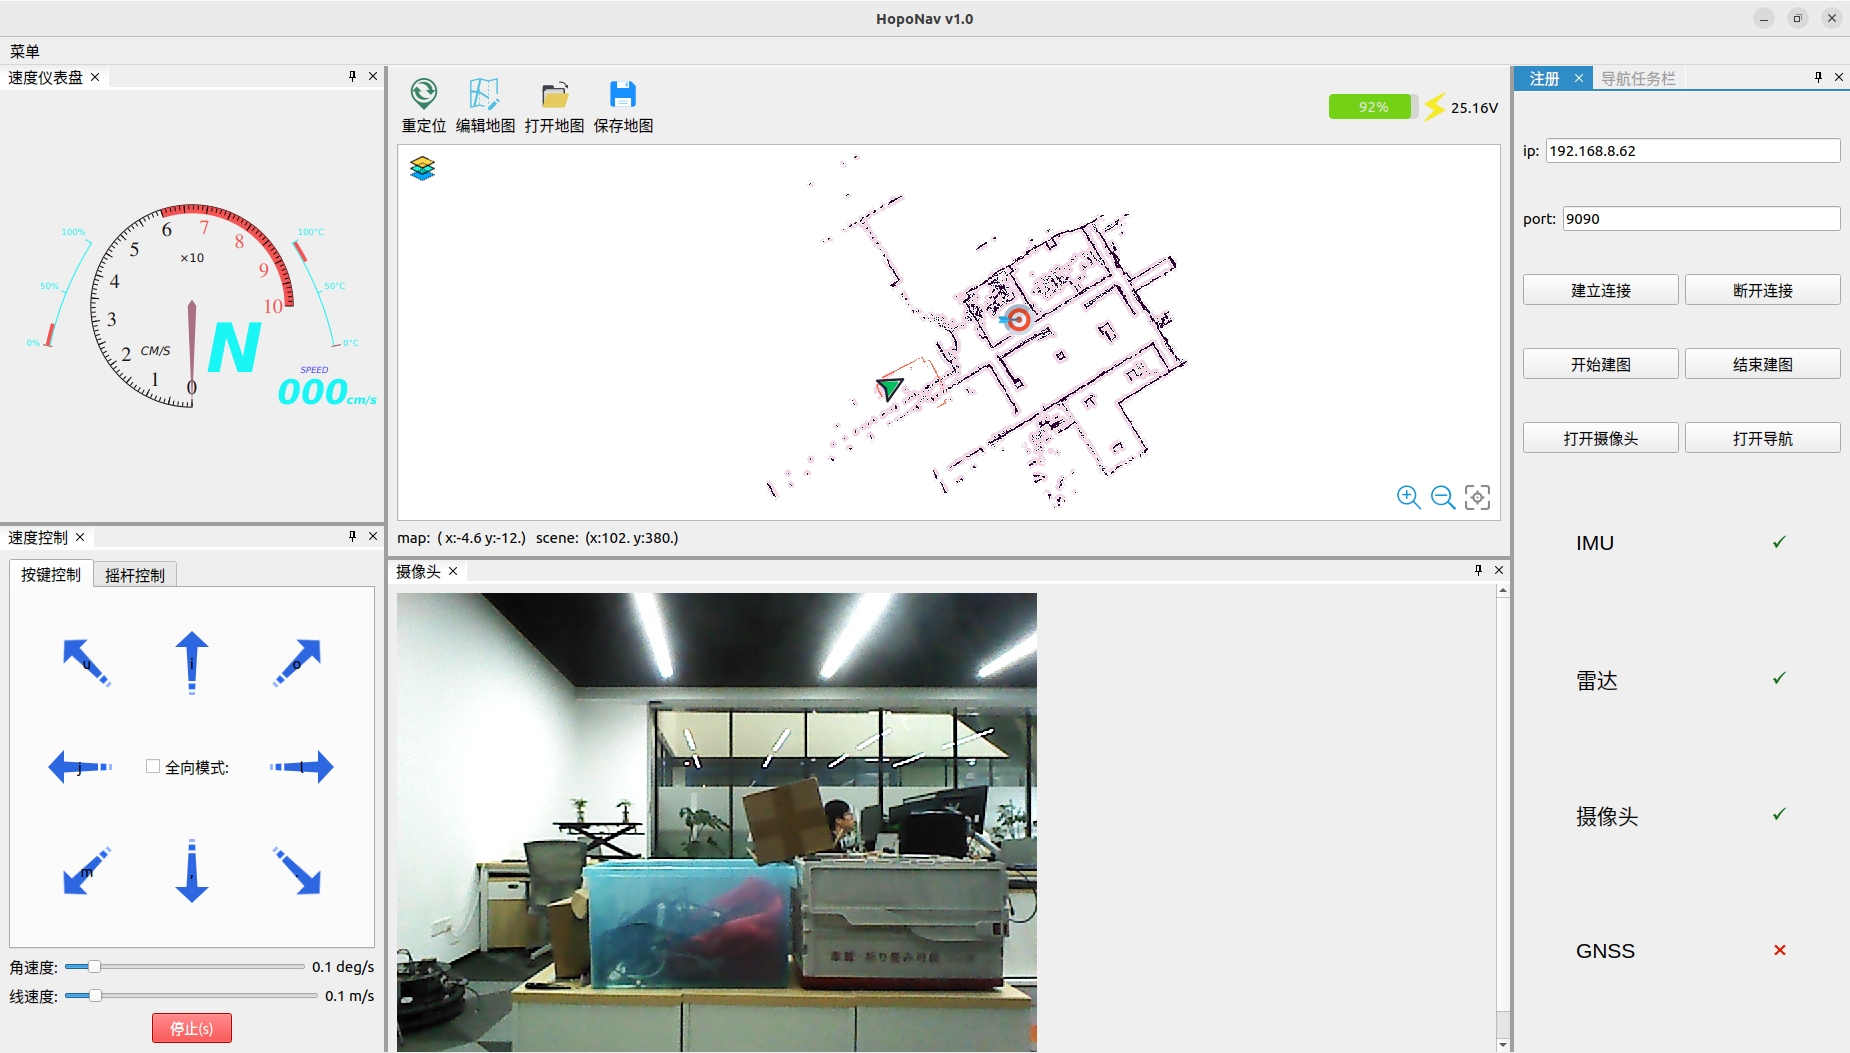 HopoNav v1.0
菜单
速度仪表盘
100%
50%
0%
0
1
2
3
4
5
6
7
8
9
10
×10
CM/S
N
SPEED
000cm/s
100°C
50°C
0°C
速度控制
按键控制 摇杆控制
u i o
j 全向模式: l
m , .
角速度: 0.1 deg/s
线速度: 0.1 m/s
停止(s)
重定位 编辑地图 打开地图 保存地图
92% 25.16V
map: ( x:-4.6 y:-12.) scene: (x:102. y:380.)
摄像头
注册 导航任务栏
ip: 192.168.8.62
port: 9090
建立连接 断开连接
开始建图 结束建图
打开摄像头 打开导航
IMU ✓
雷达 ✓
摄像头 ✓
GNSS ×